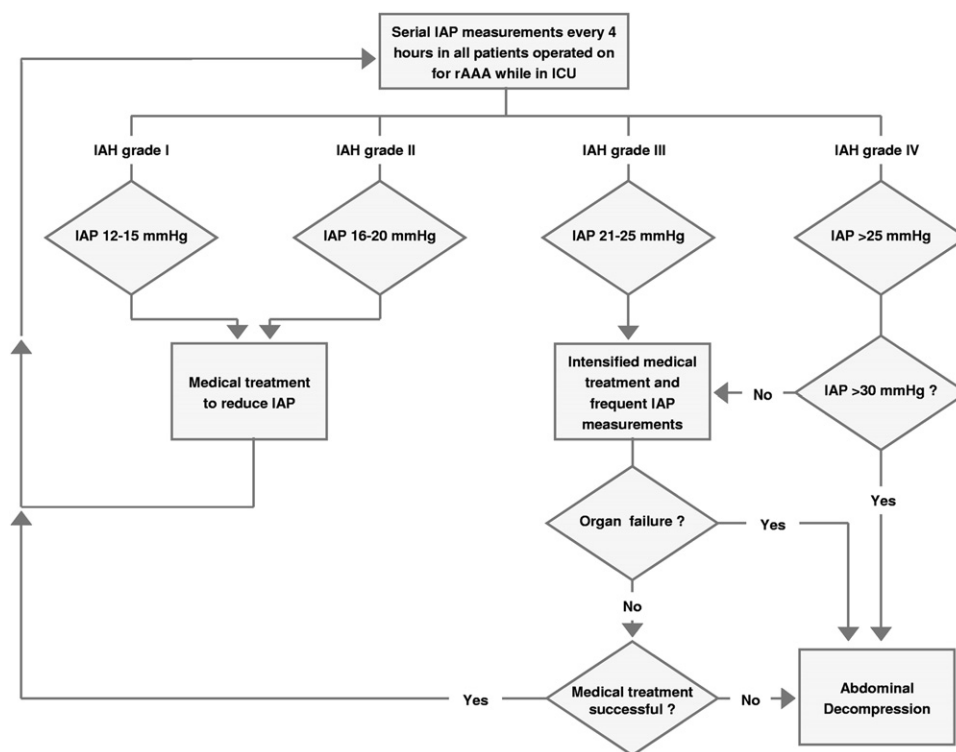 Serial IAP measurements every 4
hours in all patients operated on
for rAAA while in ICU
IAH grade I
IAH grade II
IAH grade III
IAH grade IV
IAP 12-15 mmHg
IAP 16-20 mmHg
IAP 21-25 mmHg
IAP >25 mmHg
Medical treatment
to reduce IAP
Intensified medical
treatment and
frequent IAP
measurements
No
IAP >30 mmHg ?
Yes
Organ failure ?
Yes
No
Yes
Medical treatment
successful ?
No
Abdominal
Decompression